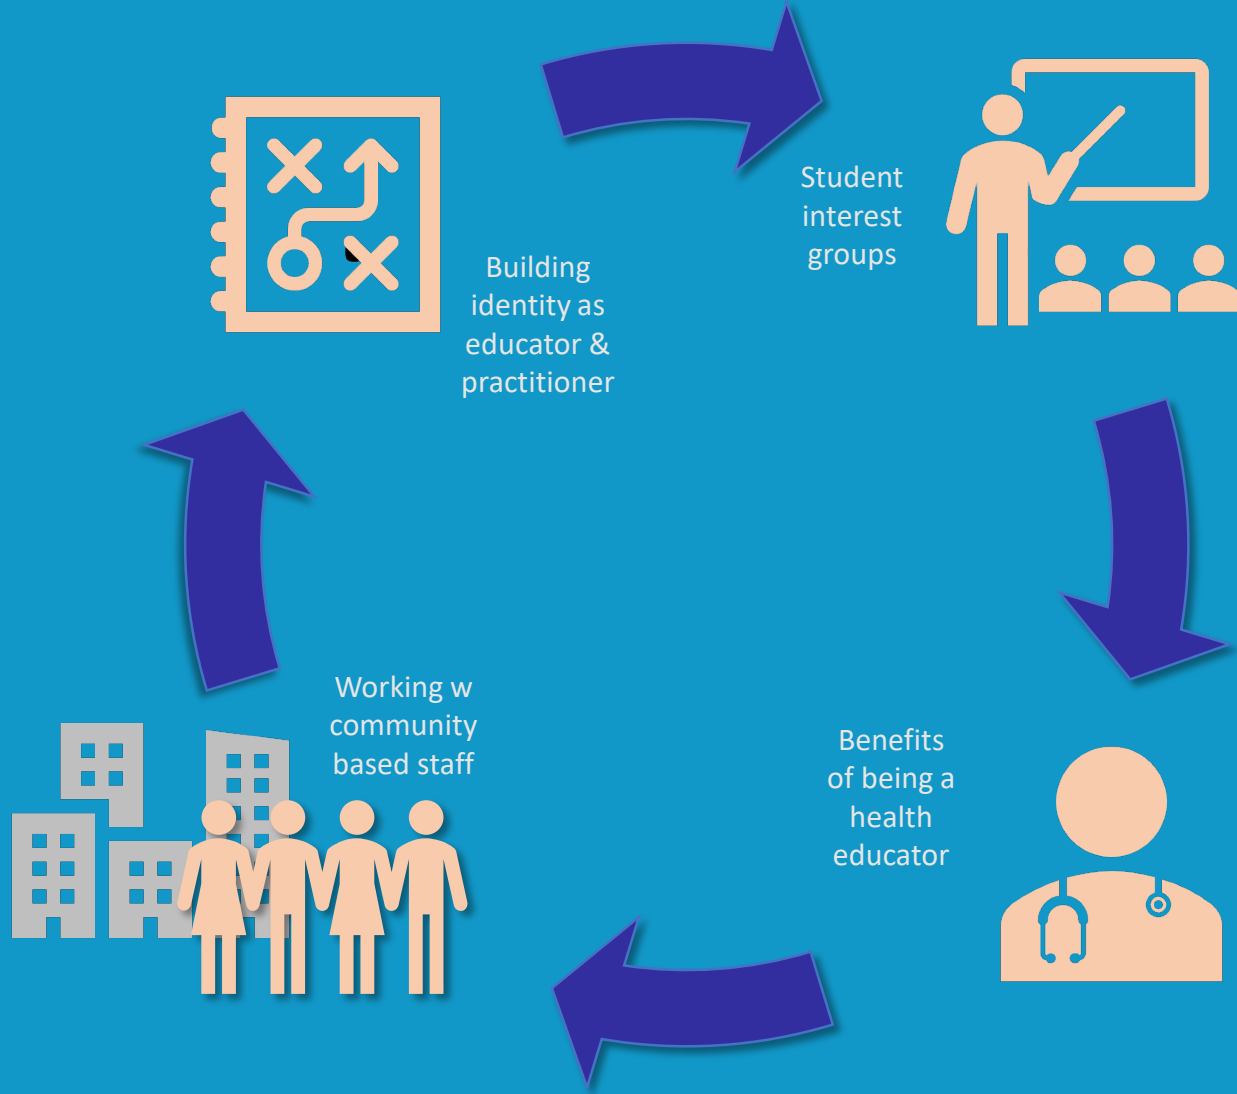 Building
identity as
educator &
practitioner
Student
interest
groups
Benefits
of being a
health
educator
Working w
community
based staff